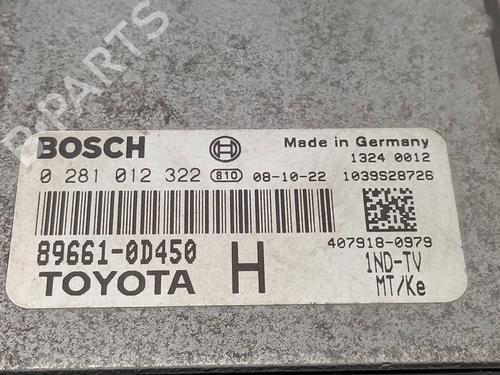 B-PARTS
BOSCH
Made in Germany
1324 0012
0 281 012 322 810 08-10-22 1039S28726
407918-0979
89661-0D450
TOYOTA
H
1ND-TV
MT/Ke